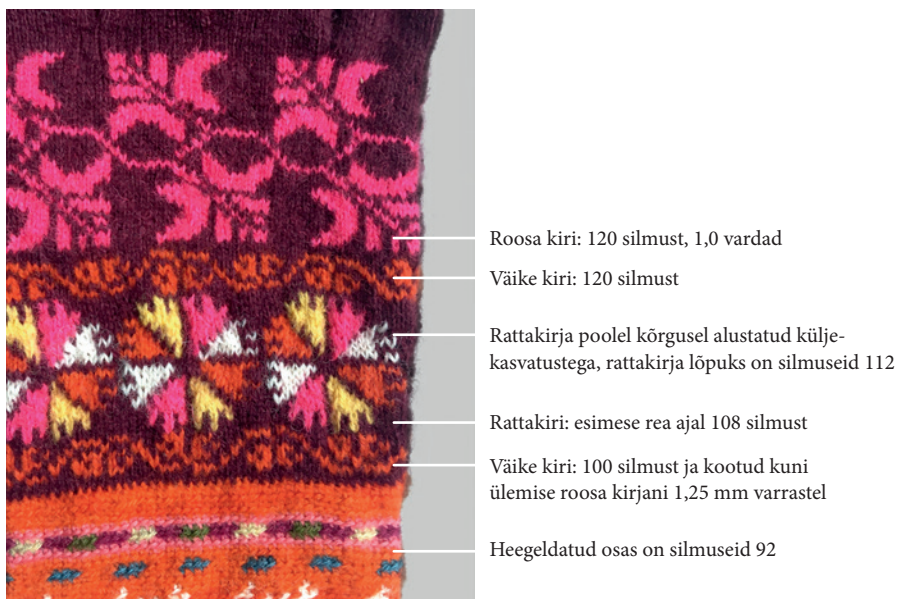 Roosa kiri: 120 silmust, 1,0 vardad
Väike kiri: 120 silmust
Rattakirja poolel kõrgusel alustatud külje-
kasvatustega, rattakirja lõpuks on silmuseid 112
Rattakiri: esimese rea ajal 108 silmust
Väike kiri: 100 silmust ja kootud kuni
ülemise roosa kirjani 1,25 mm varrastel
Heegeldatud osas on silmuseid 92